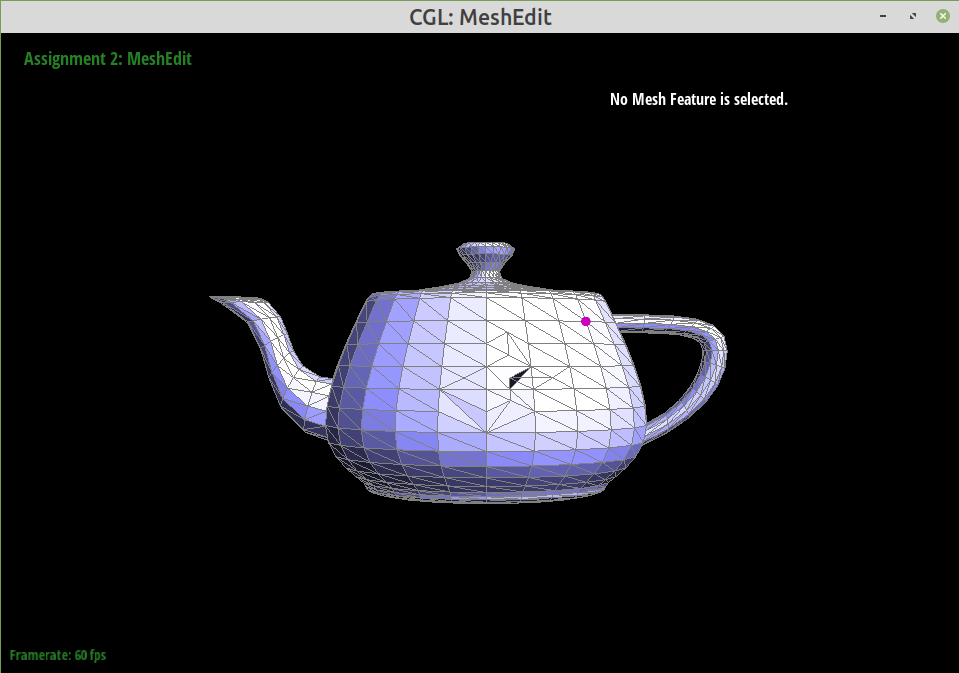 CGL: MeshEdit
Assignment 2: MeshEdit
No Mesh Feature is selected.
Framerate: 60 fps